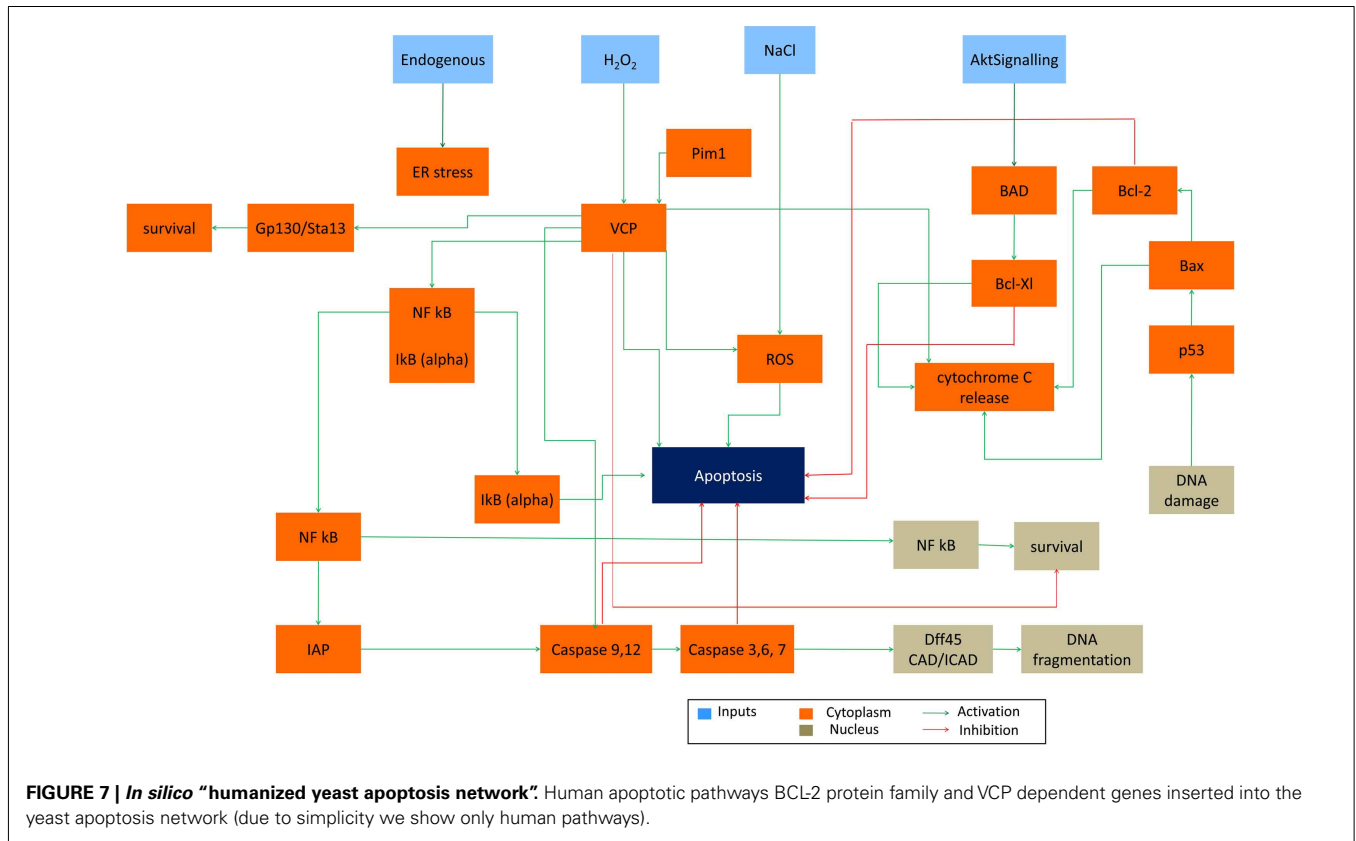 Endogenous
H₂O₂
NaCl
AktSignalling
ER stress
Pim1
BAD
Bcl-2
survival
Gp130/Sta13
VCP
Bax
Bcl-Xl
NF kB
IkB (alpha)
ROS
p53
cytochrome C
release
Apoptosis
IkB (alpha)
DNA
damage
NF kB
NF kB
survival
IAP
Caspase 9,12
Caspase 3,6, 7
Dff45
CAD/ICAD
DNA
fragmentation
Inputs
Cytoplasm
Activation
Nucleus
Inhibition
FIGURE 7 | In silico "humanized yeast apoptosis network". Human apoptotic pathways BCL-2 protein family and VCP dependent genes inserted into the
yeast apoptosis network (due to simplicity we show only human pathways).